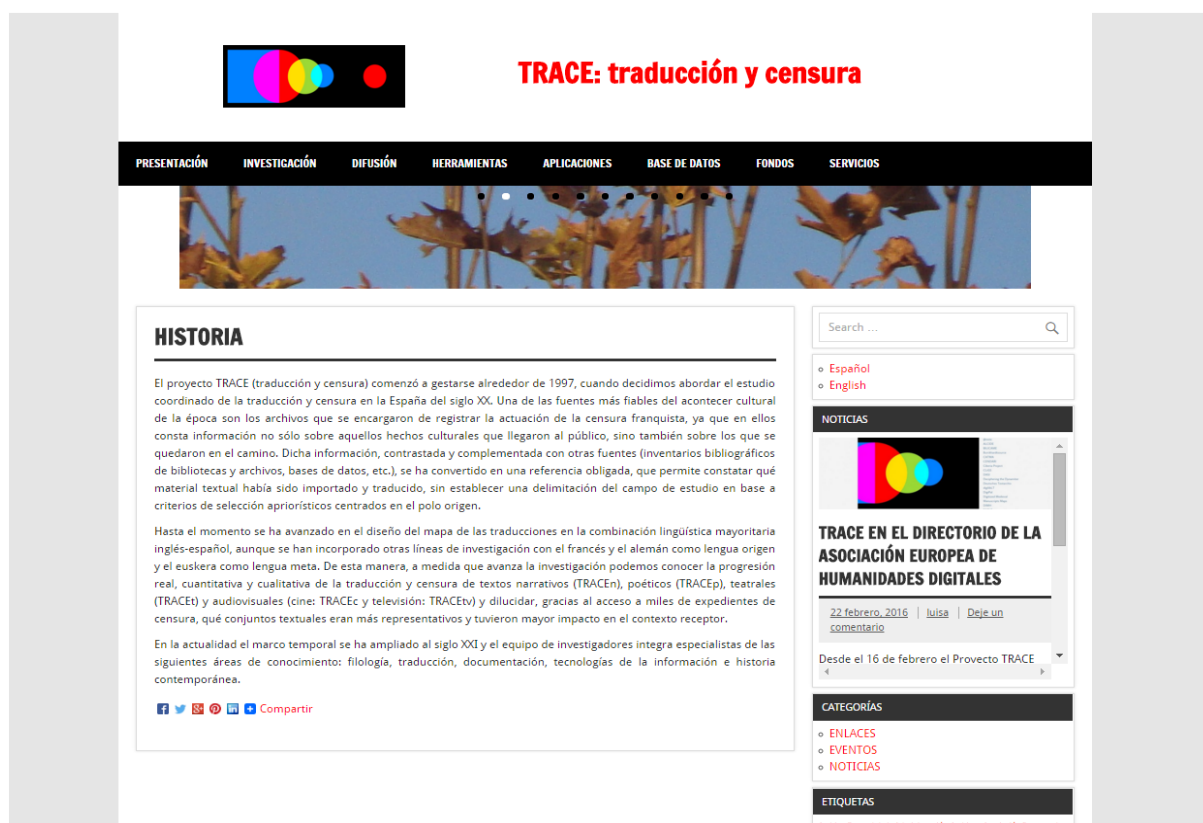 TRACE: traducción y censura
PRESENTACIÓN INVESTIGACIÓN DIFUSIÓN HERRAMIENTAS APLICACIONES BASE DE DATOS FONDOS SERVICIOS
HISTORIA
El proyecto TRACE (traducción y censura) comenzó a gestarse alrededor de 1997, cuando decidimos abordar el estudio
coordinado de la traducción y censura en la España del siglo XX. Una de las fuentes más fiables del acontecer cultural
de la época son los archivos que se encargaron de registrar la actuación de la censura franquista, ya que en ellos
consta información no sólo sobre aquellos hechos culturales que llegaron al público, sino también sobre los que se
quedaron en el camino. Dicha información, contrastada y complementada con otras fuentes (inventarios bibliográficos
de bibliotecas y archivos, bases de datos, etc.), se ha convertido en una referencia obligada, que permite constatar qué
material textual había sido importado y traducido, sin establecer una delimitación del campo de estudio en base a
criterios de selección apriorísticos centrados en el polo origen.
Hasta el momento se ha avanzado en el diseño del mapa de las traducciones en la combinación lingüística mayoritaria
inglés-español, aunque se han incorporado otras líneas de investigación con el francés y el alemán como lengua origen
y el euskera como lengua meta. De esta manera, a medida que avanza la investigación podemos conocer la progresión
real, cuantitativa y cualitativa de la traducción y censura de textos narrativos (TRACEn), poéticos (TRACEp), teatrales
(TRACEt) y audiovisuales (cine: TRACEc y televisión: TRACEtv) y dilucidar, gracias al acceso a miles de expedientes de
censura, qué conjuntos textuales eran más representativos y tuvieron mayor impacto en el contexto receptor.
En la actualidad el marco temporal se ha ampliado al siglo XXI y el equipo de investigadores integra especialistas de las
siguientes áreas de conocimiento: filología, traducción, documentación, tecnologías de la información e historia
contemporánea.
Compartir
Search ...
Español
English
NOTICIAS
TRACE EN EL DIRECTORIO DE LA
ASOCIACIÓN EUROPEA DE
HUMANIDADES DIGITALES
22 febrero, 2016 | luisa | Deje un
comentario
Desde el 16 de febrero el Proyecto TRACE
CATEGORÍAS
ENLACES
EVENTOS
NOTICIAS
ETIQUETAS